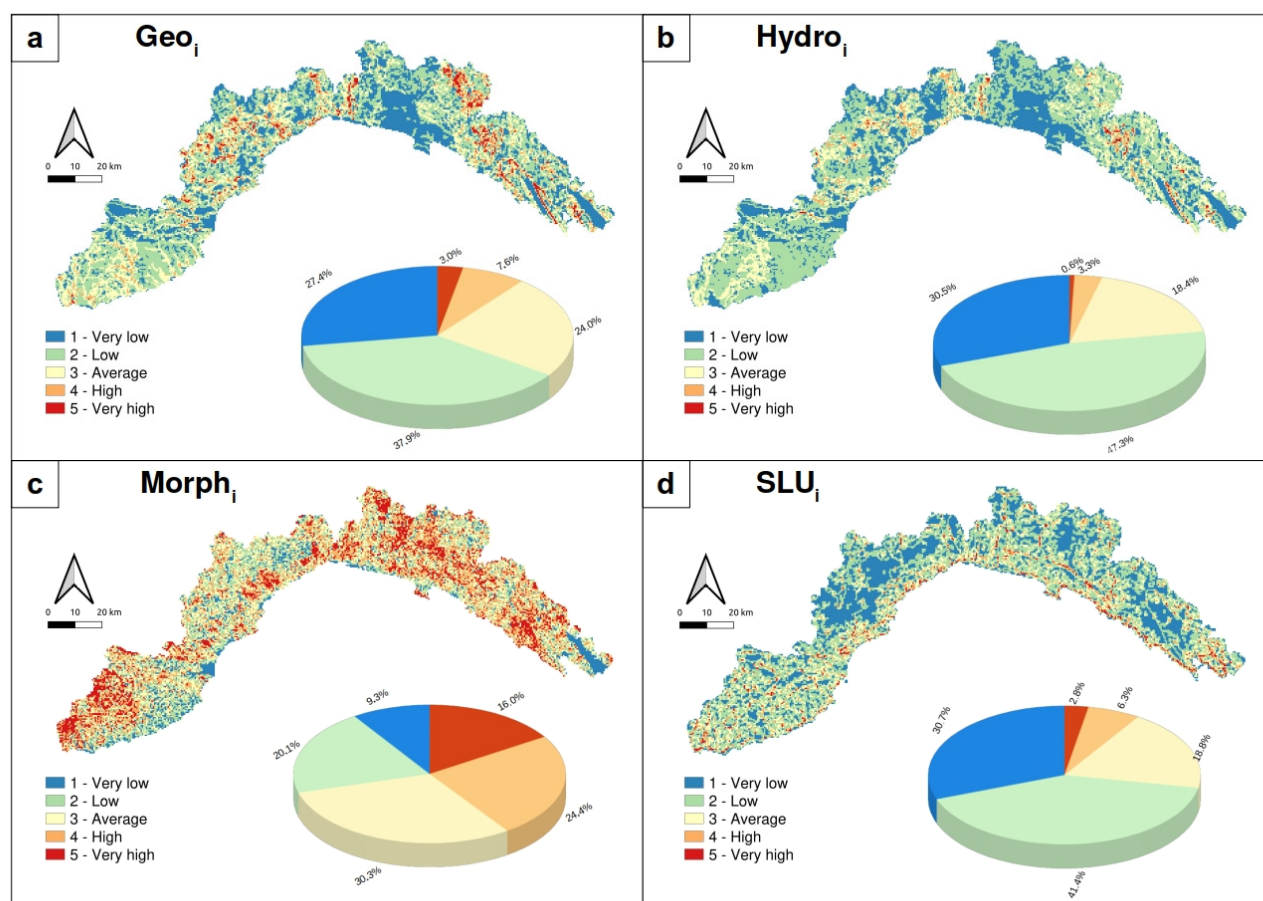 a
Geo i
0 10 20 km
1 - Very low
2 - Low
3 - Average
4 - High
5 - Very high
27.4%
3.0%
7.6%
24.0%
37.9%
b
Hydro i
0 10 20 km
1 - Very low
2 - Low
3 - Average
4 - High
5 - Very high
30.5%
0.6%
3.3%
18.4%
47.3%
c
Morph i
0 10 20 km
1 - Very low
2 - Low
3 - Average
4 - High
5 - Very high
9.3%
16.0%
20.1%
24.4%
30.3%
d
SLU i
0 10 20 km
1 - Very low
2 - Low
3 - Average
4 - High
5 - Very high
30.7%
2.8%
6.3%
18.8%
41.4%